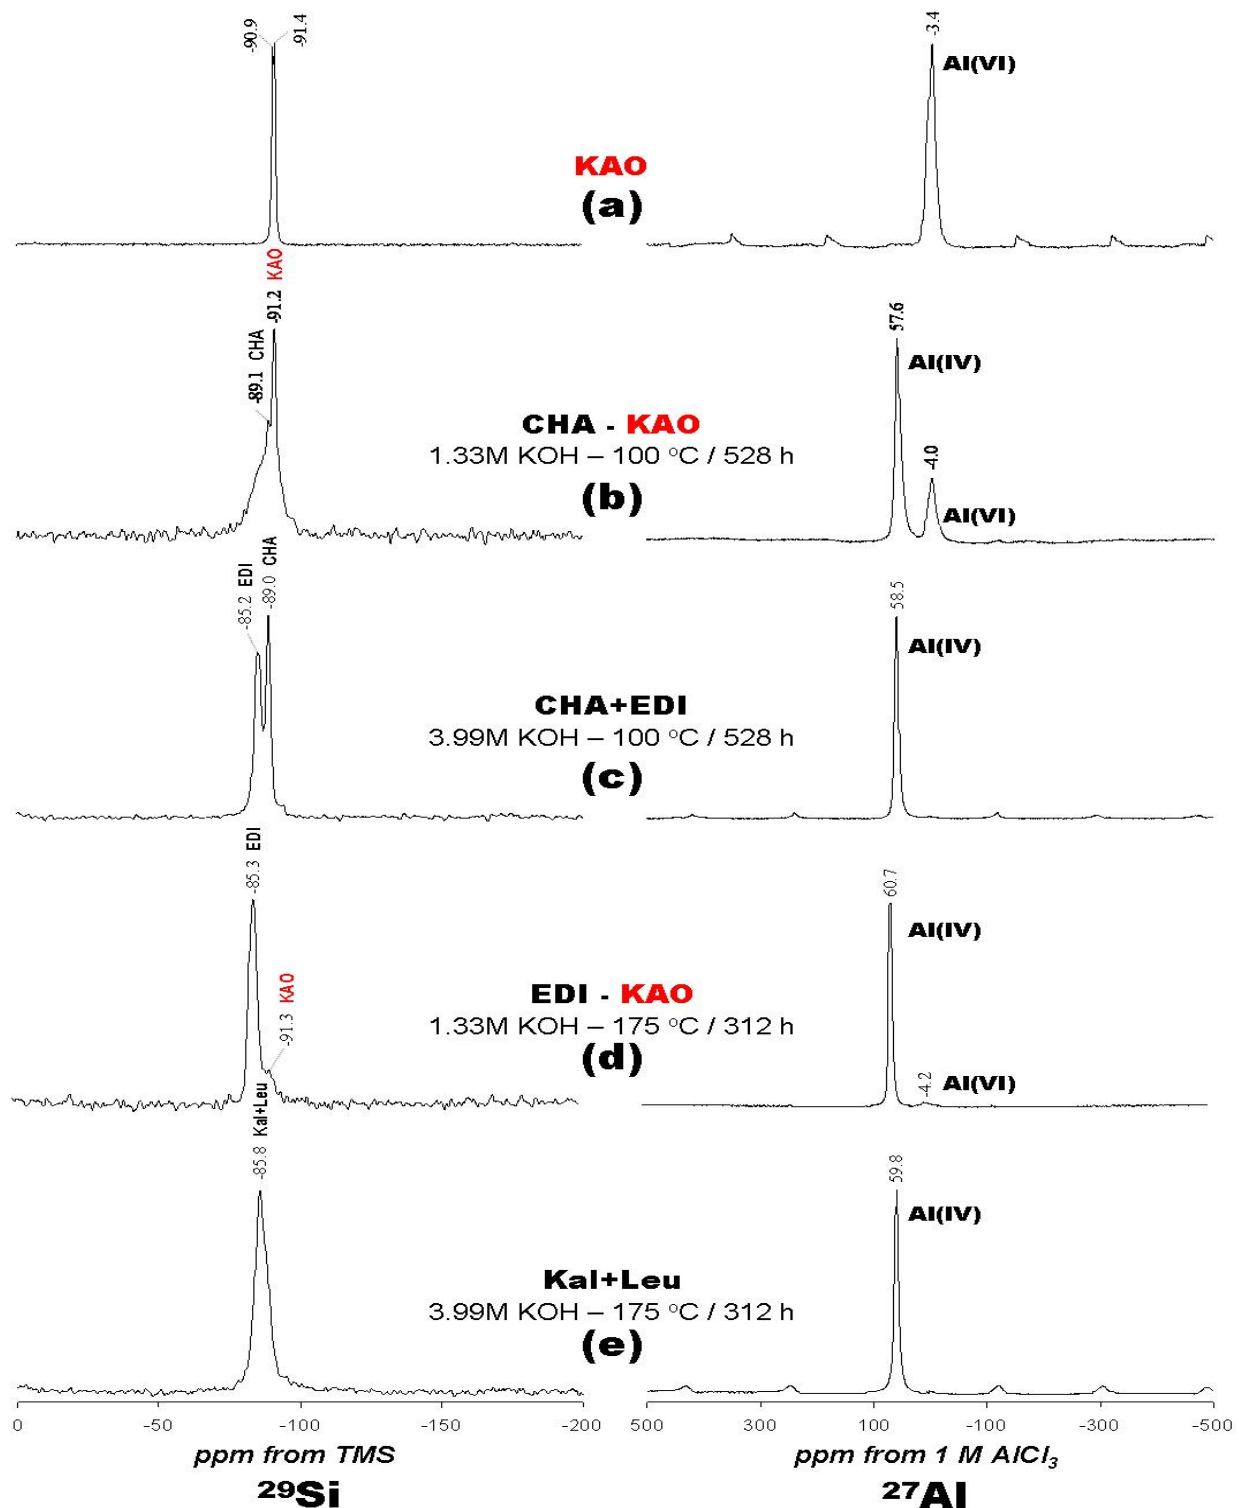 -90.9
-91.4
-3.4
Al(VI)
KAO
(a)
-91.2 KAO
-89.1 CHA
57.6
Al(IV)
-4.0
Al(VI)
CHA - KAO
1.33M KOH – 100 °C / 528 h
(b)
-85.2 EDI
-89.0 CHA
58.5
Al(IV)
CHA+EDI
3.99M KOH – 100 °C / 528 h
(c)
-85.3 EDI
-91.3 KAO
60.7
Al(IV)
-4.2
Al(VI)
EDI - KAO
1.33M KOH – 175 °C / 312 h
(d)
-85.8 Kal+Leu
59.8
Al(IV)
Kal+Leu
3.99M KOH – 175 °C / 312 h
(e)
0 -50 -100 -150 -200
500 300 100 -100 -300 -500
ppm from TMS
ppm from 1 M AlCl₃
²⁹Si
²⁷Al